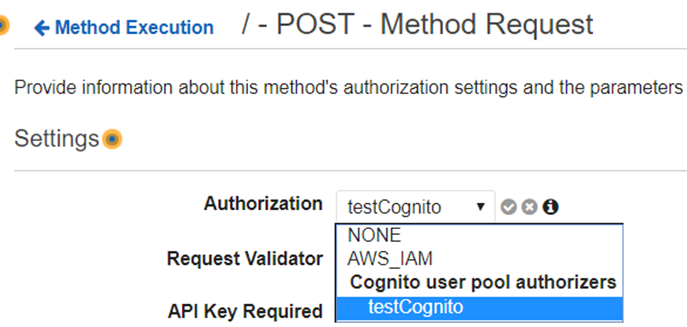 Method Execution / - POST - Method Request
Provide information about this method's authorization settings and the parameters
Settings
Authorization testCognito
NONE
Request Validator AWS_IAM
Cognito user pool authorizers
API Key Required testCognito